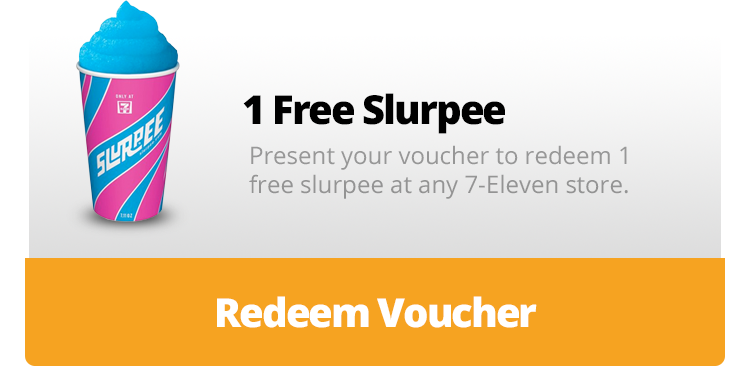 ONLY AT
SLURPEE
1 Free Slurpee
Present your voucher to redeem 1
free slurpee at any 7-Eleven store.
Redeem Voucher